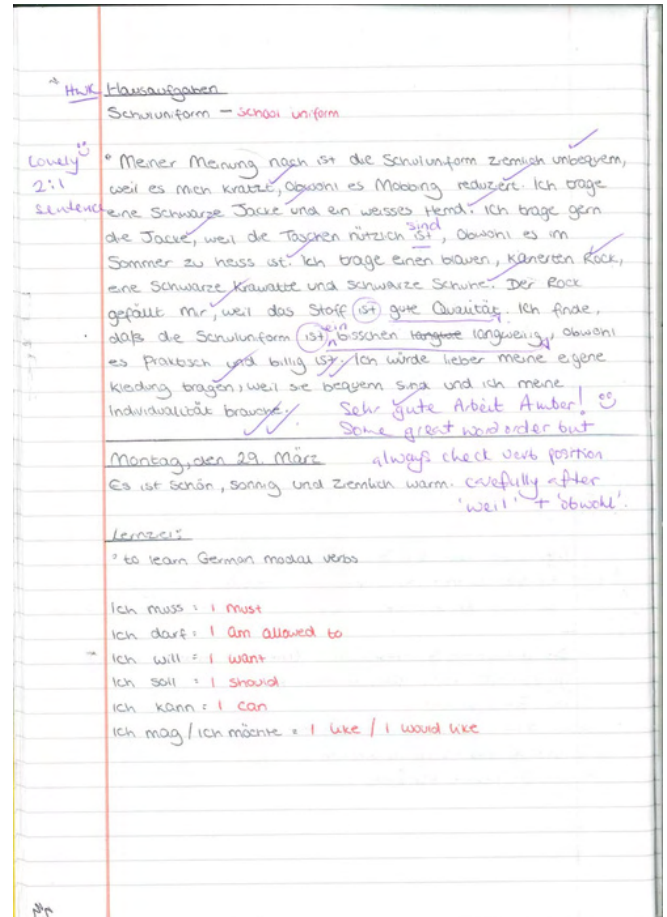 HWK Hausaufgaben
Schuluniform – School uniform
Lovely
2:1
sentence
° Meiner Meinung nach ist die Schuluniform ziemlich unbequem,
weil es mich kratzt, obwohl es Mobbing reduziert. Ich trage
eine schwarze Jacke und ein weisses Hemd. Ich trage gern
sind
die Jacke, weil die Taschen nützlich ist, obwohl es im
Sommer zu heiss ist. Ich trage einen blauen, karierten Rock,
eine schwarze Krawatte und schwarze Schuhe. Der Rock
gefällt mir, weil das Stoff ist gute Qualität. Ich finde,
ein
daß die Schuluniform ist bisschen langweilig, obwohl
es praktisch und billig ist. Ich würde lieber meine eigene
Kleidung tragen, weil sie bequem sind und ich meine
Individualität brauche.
Sehr gute Arbeit Amber!
Some great word order but
always check verb position
carefully after
'weil' + 'obwohl'.
Montag, den 29. März
Es ist schön, sonnig und ziemlich warm.
Lernziel:
° to learn German modal verbs
Ich muss = I must
Ich darf = I am allowed to
Ich will = I want
Ich soll = I should
Ich kann = I can
Ich mag / ich möchte = I like / I would like